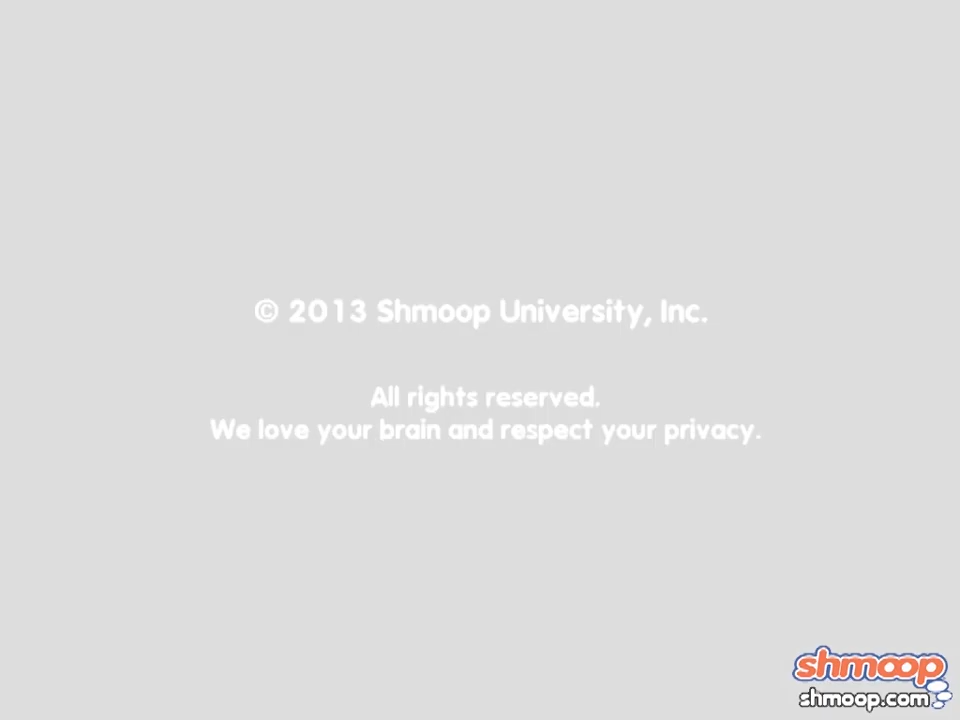 © 2013 Shmoop University, Inc.
All rights reserved.
We love your brain and respect your privacy.
shmoop
shmoop.com